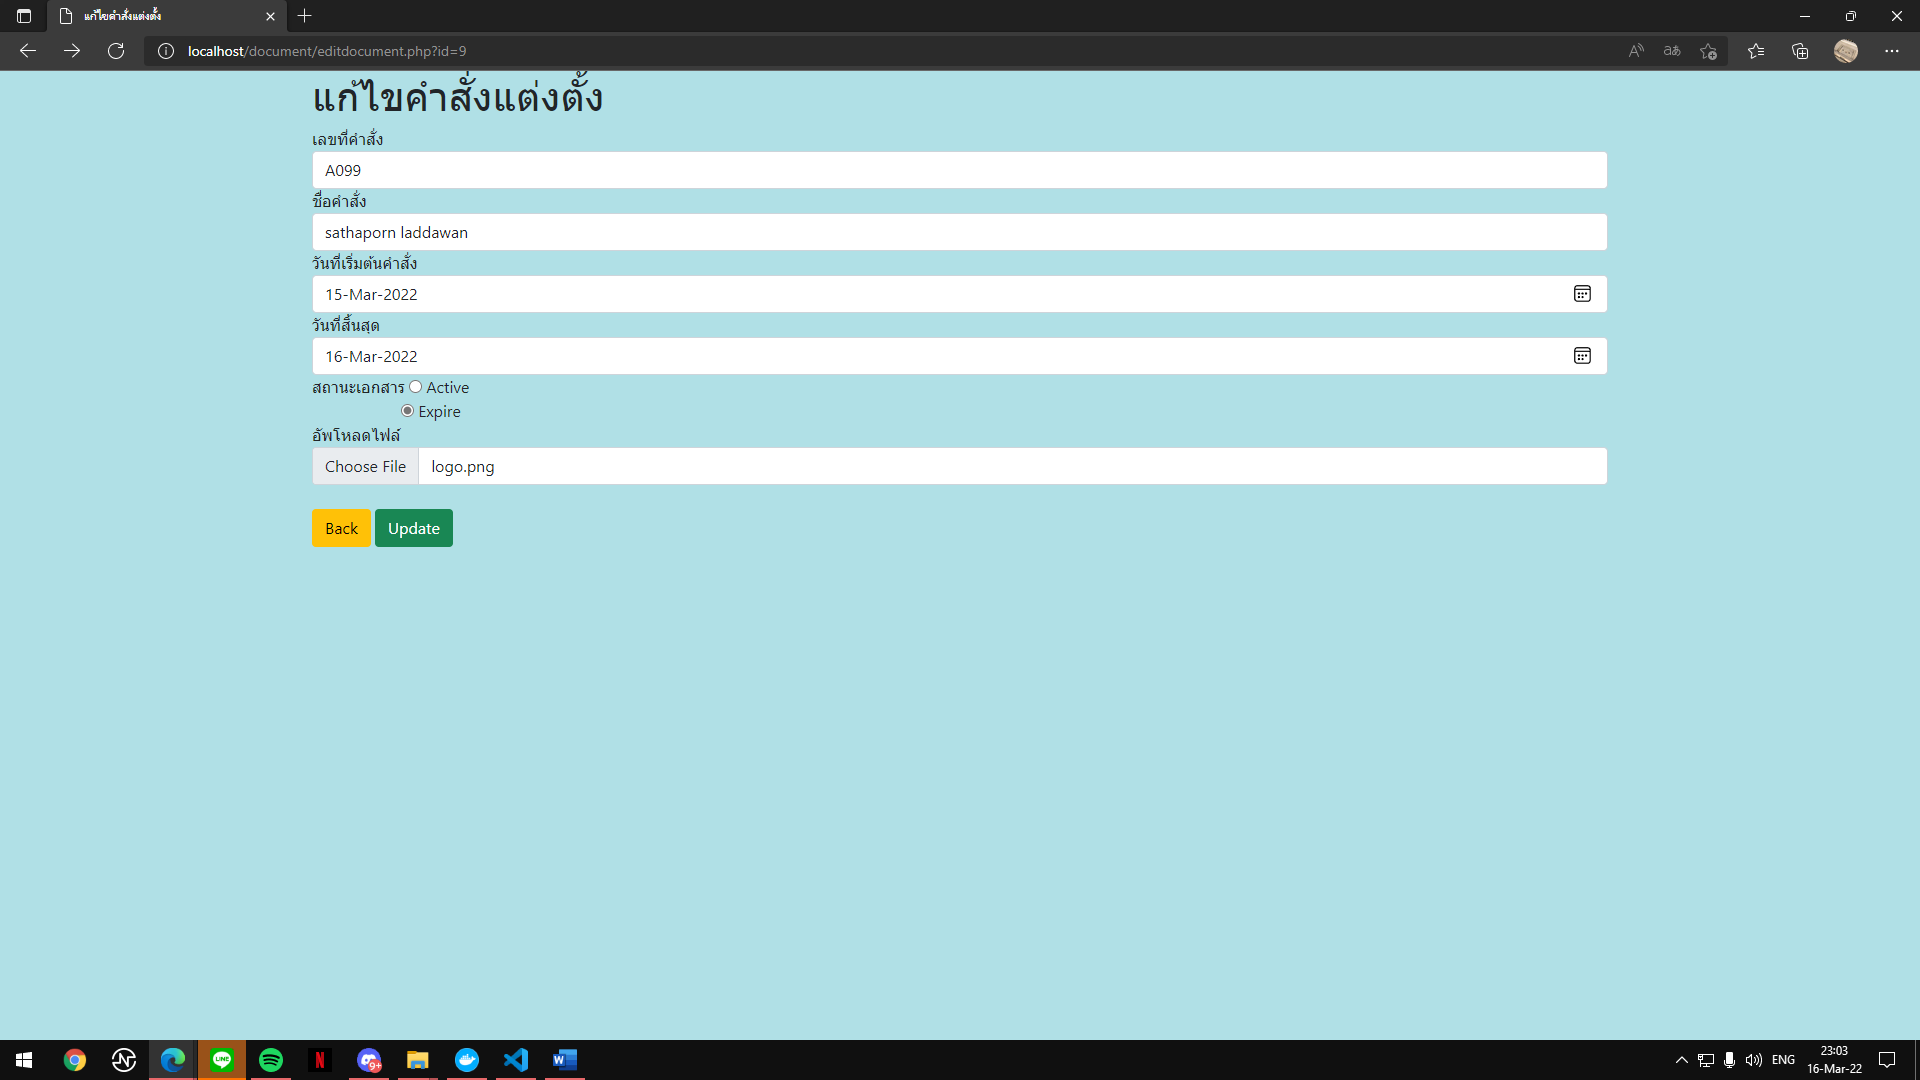 แก้ไขคำสั่งแต่งตั้ง
localhost/document/editdocument.php?id=9
แก้ไขคำสั่งแต่งตั้ง
เลขที่คำสั่ง
A099
ชื่อคำสั่ง
sathaporn laddawan
วันที่เริ่มต้นคำสั่ง
15-Mar-2022
วันที่สิ้นสุด
16-Mar-2022
สถานะเอกสาร Active
Expire
อัพโหลดไฟล์
Choose File logo.png
Back Update
LINE 9+ W ENG 23:03
16-Mar-22